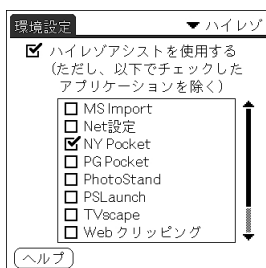 環境設定
ハイレゾ
ハイレゾアシストを使用する
(ただし、以下でチェックした
アプリケーションを除く)
MS Import
Net設定
NY Pocket
PG Pocket
PhotoStand
PSLaunch
TVscape
Web クリッピング
ヘルプ